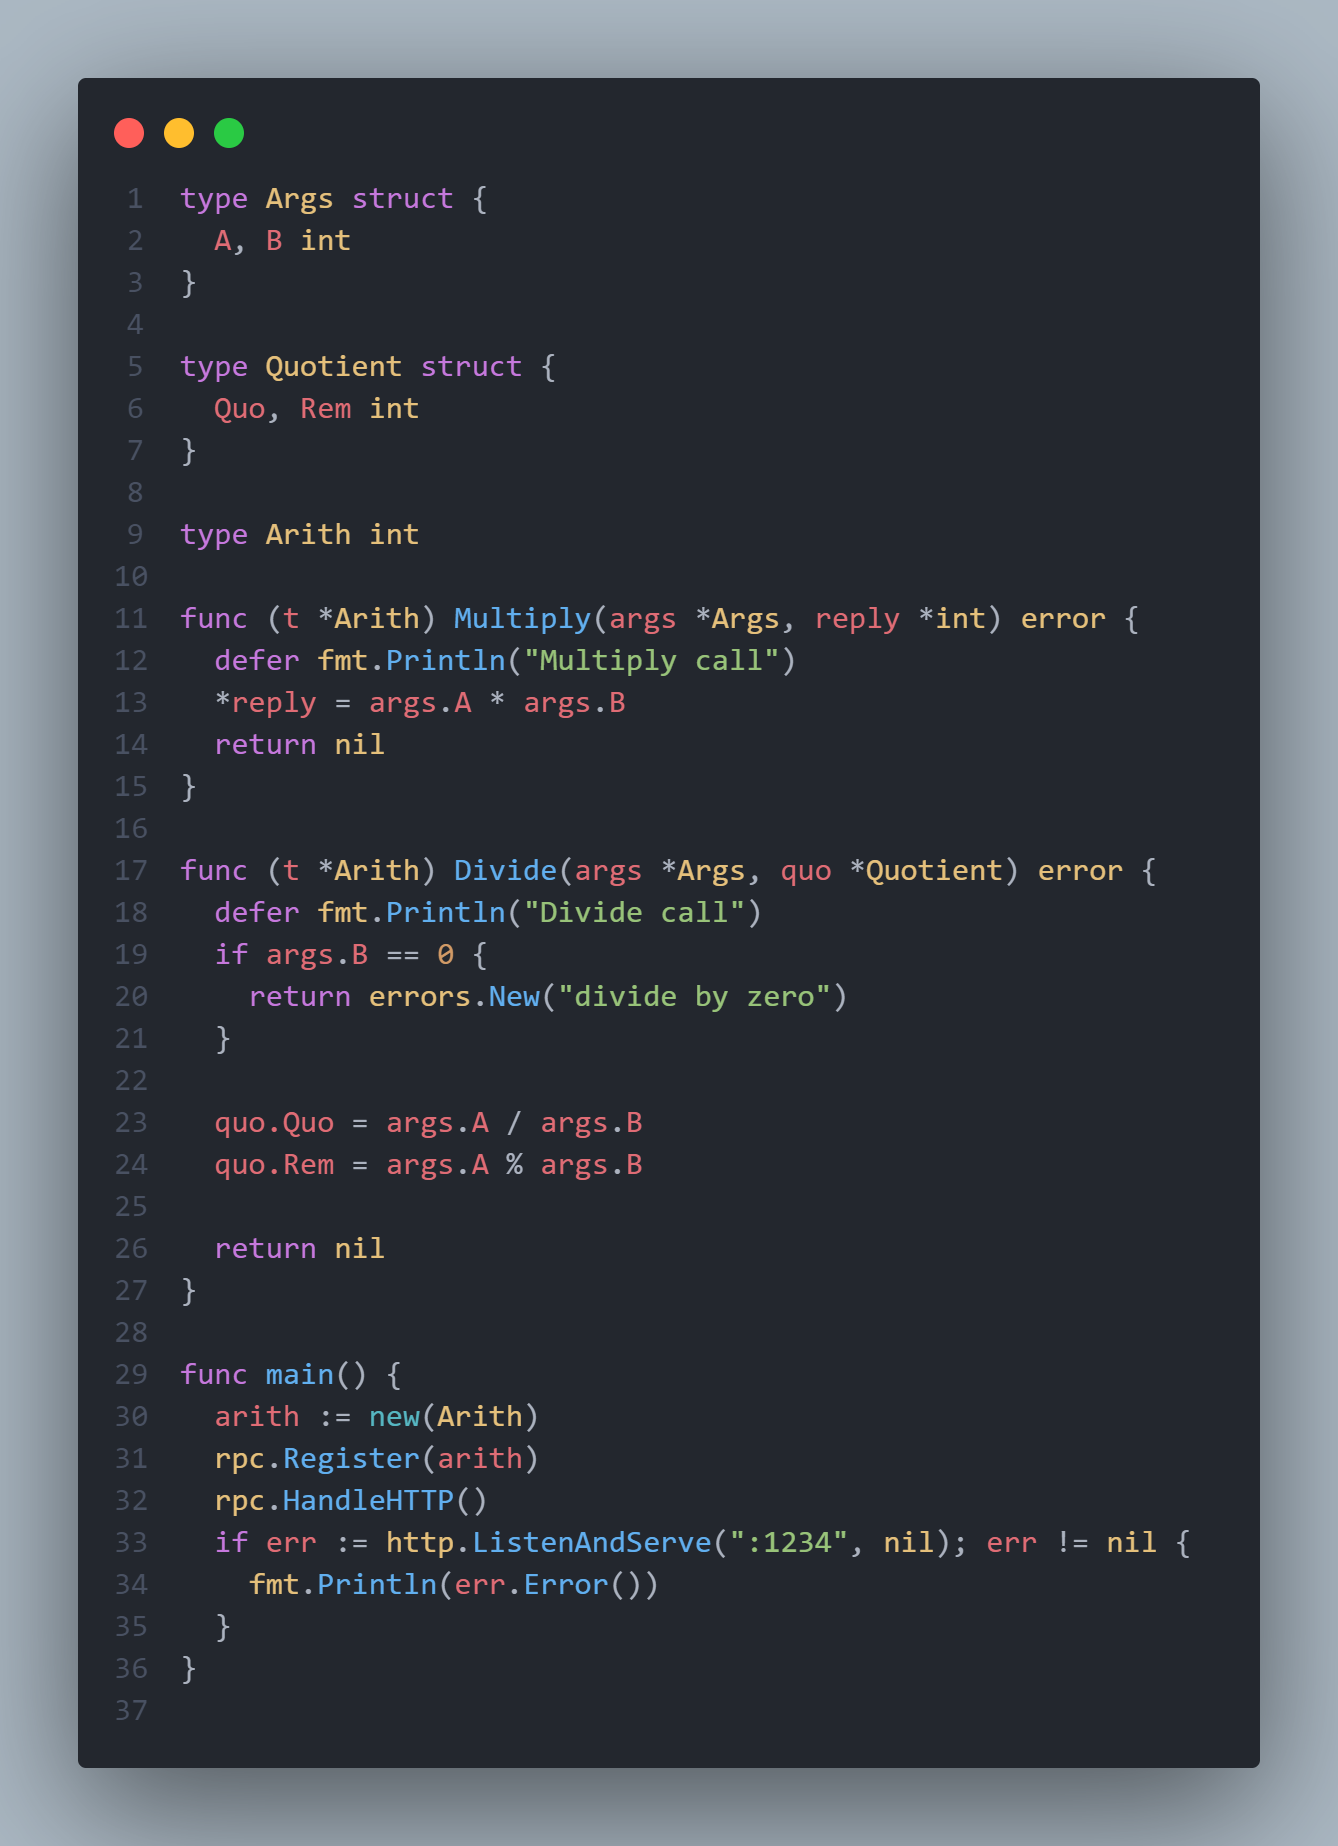 1 type Args struct {
2   A, B int
3 }
4
5 type Quotient struct {
6   Quo, Rem int
7 }
8
9 type Arith int
10
11 func (t *Arith) Multiply(args *Args, reply *int) error {
12   defer fmt.Println("Multiply call")
13   *reply = args.A * args.B
14   return nil
15 }
16
17 func (t *Arith) Divide(args *Args, quo *Quotient) error {
18   defer fmt.Println("Divide call")
19   if args.B == 0 {
20     return errors.New("divide by zero")
21   }
22
23   quo.Quo = args.A / args.B
24   quo.Rem = args.A % args.B
25
26   return nil
27 }
28
29 func main() {
30   arith := new(Arith)
31   rpc.Register(arith)
32   rpc.HandleHTTP()
33   if err := http.ListenAndServe(":1234", nil); err != nil {
34     fmt.Println(err.Error())
35   }
36 }
37